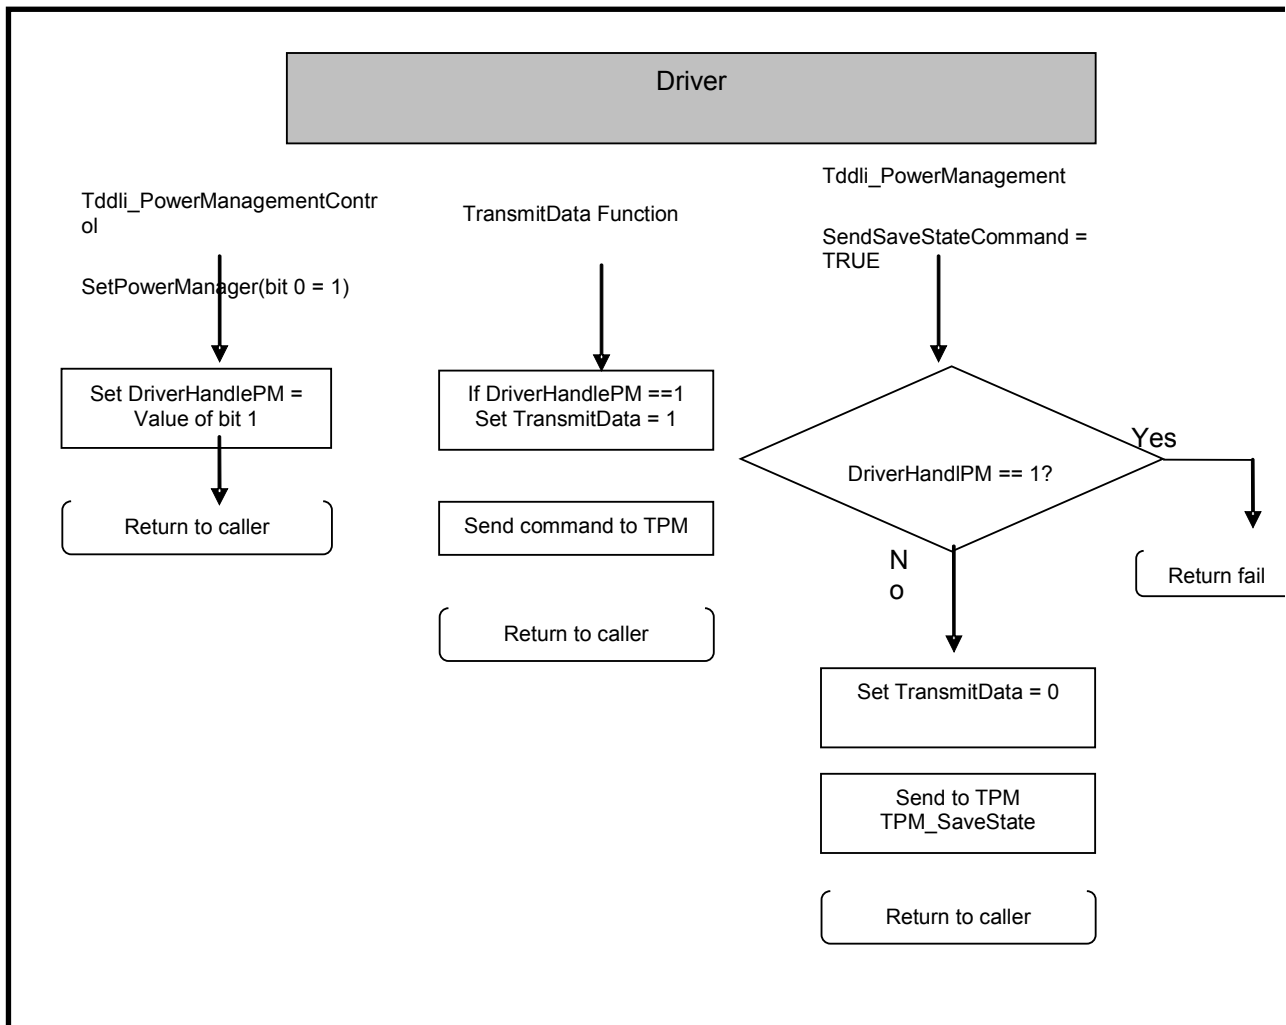 Driver
Tddli_PowerManagementContr
ol
SetPowerManager(bit 0 = 1)
Set DriverHandlePM =
Value of bit 1
Return to caller
TransmitData Function
If DriverHandlePM ==1
Set TransmitData = 1
Send command to TPM
Return to caller
Tddli_PowerManagement
SendSaveStateCommand =
TRUE
DriverHandlPM == 1?
Yes
Return fail
N
o
Set TransmitData = 0
Send to TPM
TPM_SaveState
Return to caller